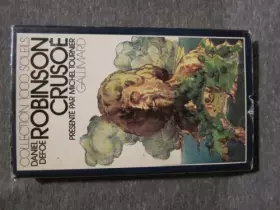 COLLECTION 1000 SOLEILS
DANIEL
DEFOE
ROBINSON
CRUSOÉ
PRÉSENTÉ PAR MICHEL TOURNIER
GALLIMARD